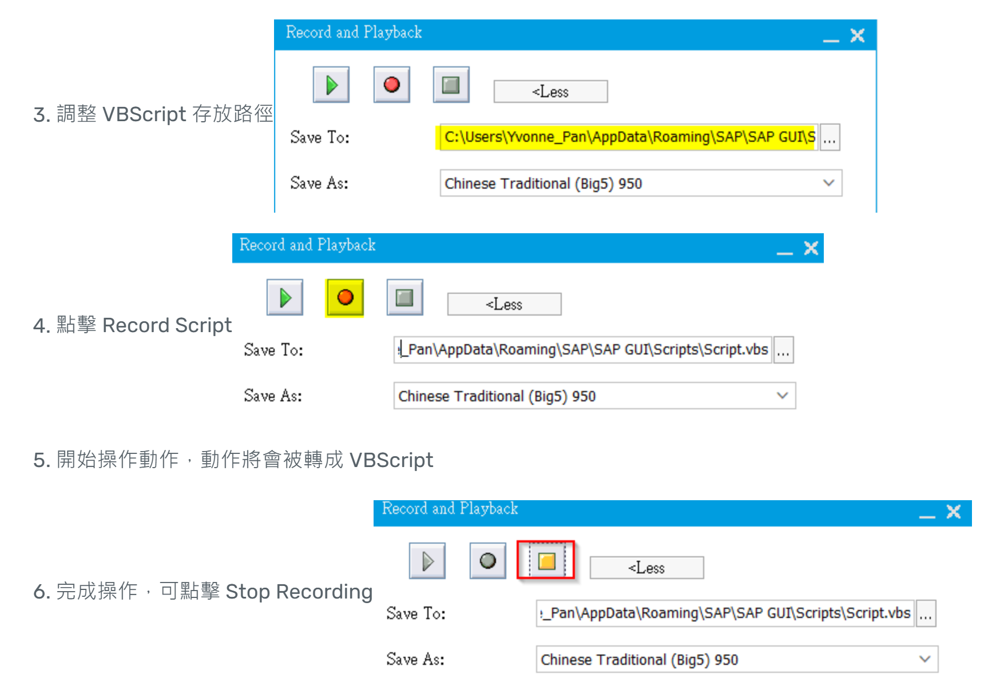 Record and Playback
<Less
3. 調整 VBScript 存放路徑
Save To:
C:\Users\Yvonne_Pan\AppData\Roaming\SAP\SAP GUI\S
...
Save As:
Chinese Traditional (Big5) 950
Record and Playback
<Less
4. 點擊 Record Script
Save To:
_Pan\AppData\Roaming\SAP\SAP GUI\Scripts\Script.vbs
...
Save As:
Chinese Traditional (Big5) 950
5. 開始操作動作，動作將會被轉成 VBScript
Record and Playback
<Less
6. 完成操作，可點擊 Stop Recording
Save To:
_Pan\AppData\Roaming\SAP\SAP GUI\Scripts\Script.vbs
...
Save As:
Chinese Traditional (Big5) 950